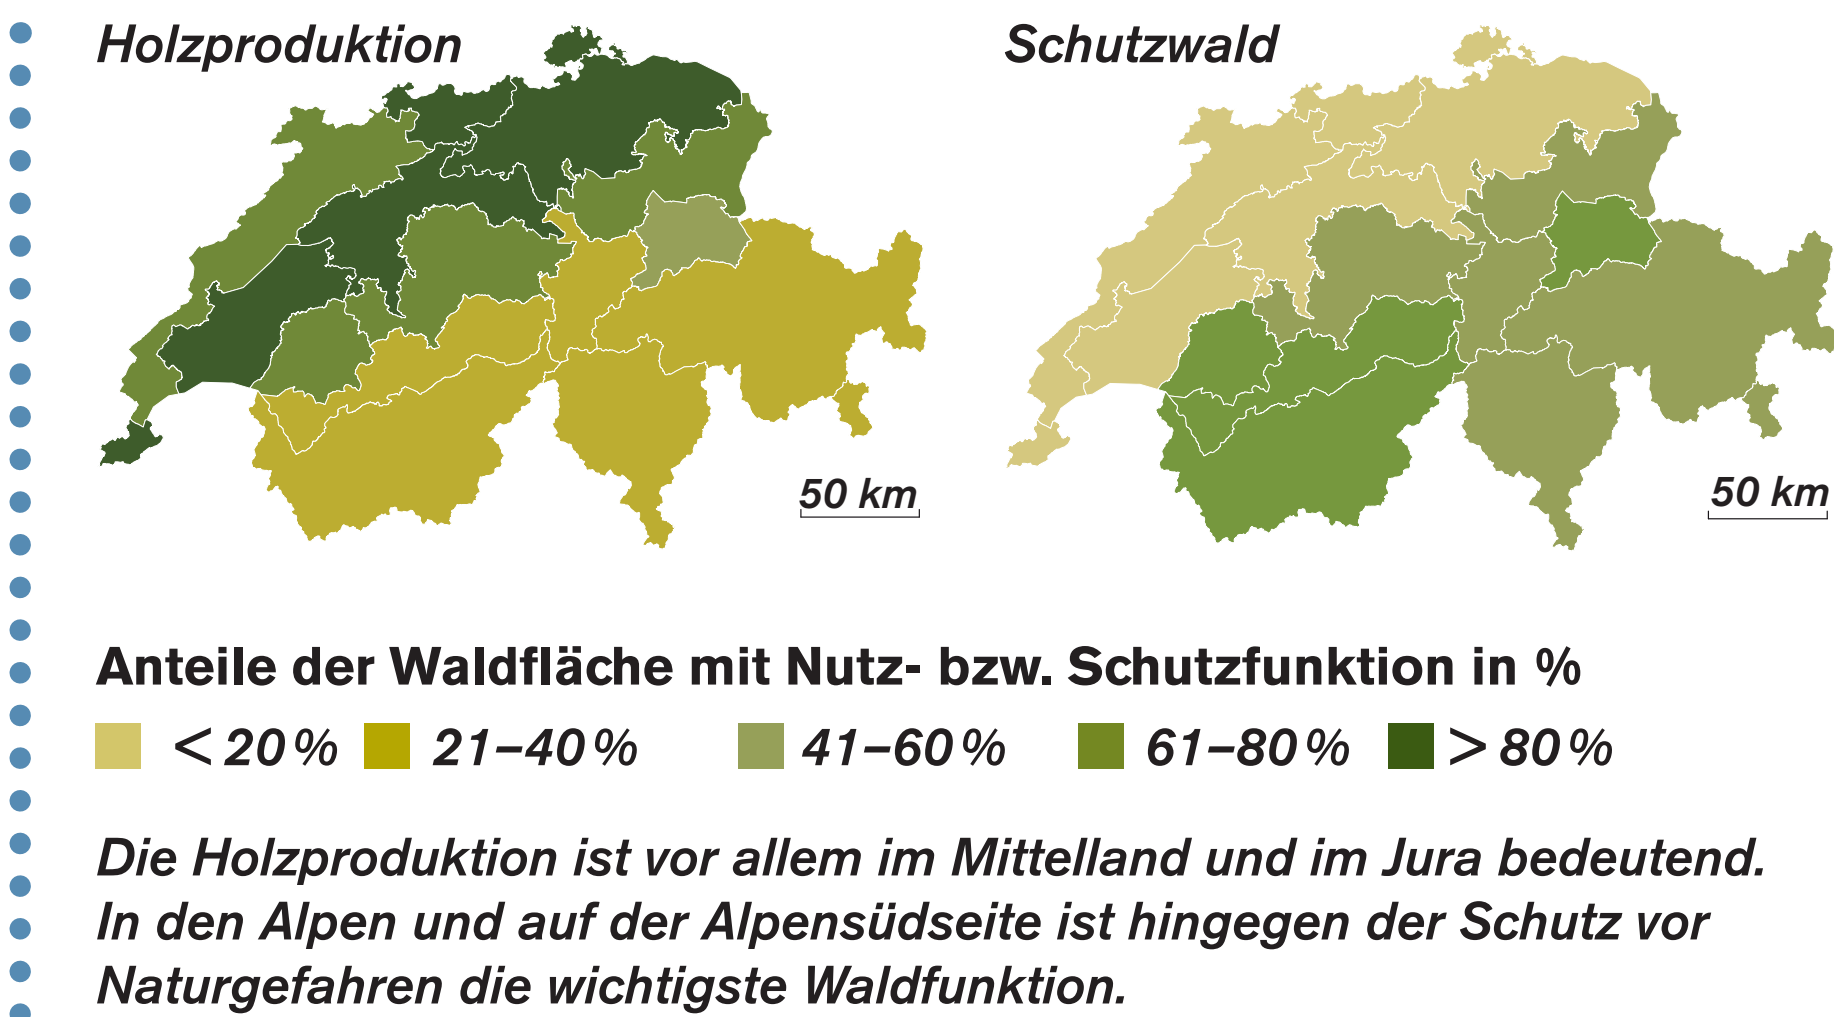 Holzproduktion
Schutzwald
50 km
50 km
Anteile der Waldfläche mit Nutz- bzw. Schutzfunktion in %
< 20 % 21–40 % 41–60 % 61–80 % > 80 %
Die Holzproduktion ist vor allem im Mittelland und im Jura bedeutend.
In den Alpen und auf der Alpensüdseite ist hingegen der Schutz vor
Naturgefahren die wichtigste Waldfunktion.